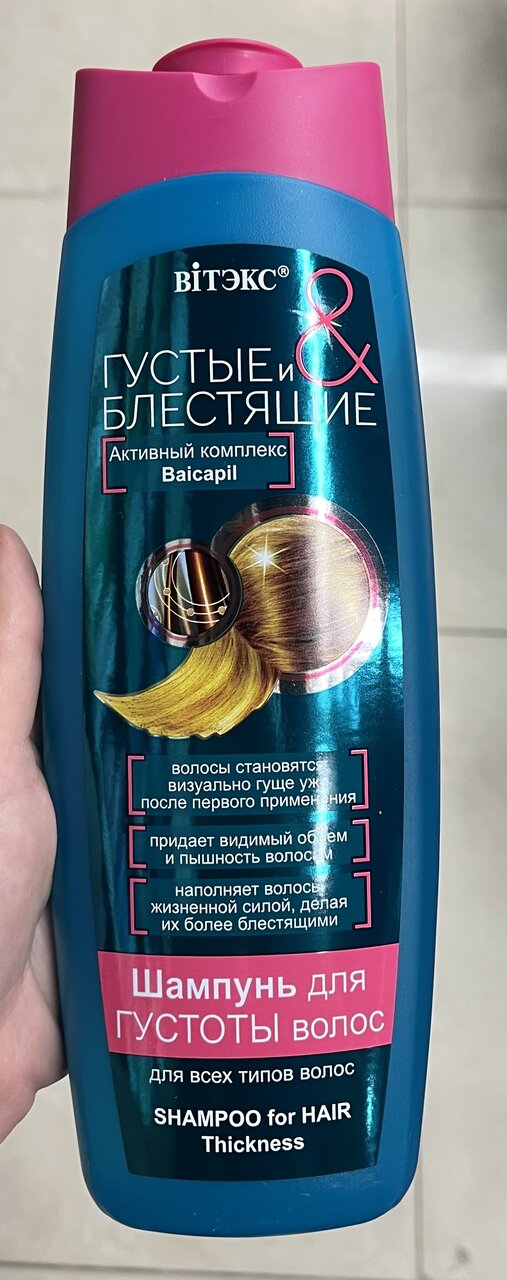 ВІТЭКС®
ГУСТЫЕ и &
БЛЕСТЯЩИЕ
Активный комплекс
Baicapil
волосы становятся
визуально гуще уже
после первого применения
придает видимый объем
и пышность волосам
наполняет волосы
жизненной силой, делая
их более блестящими
Шампунь для
ГУСТОТЫ волос
для всех типов волос
SHAMPOO for HAIR
Thickness